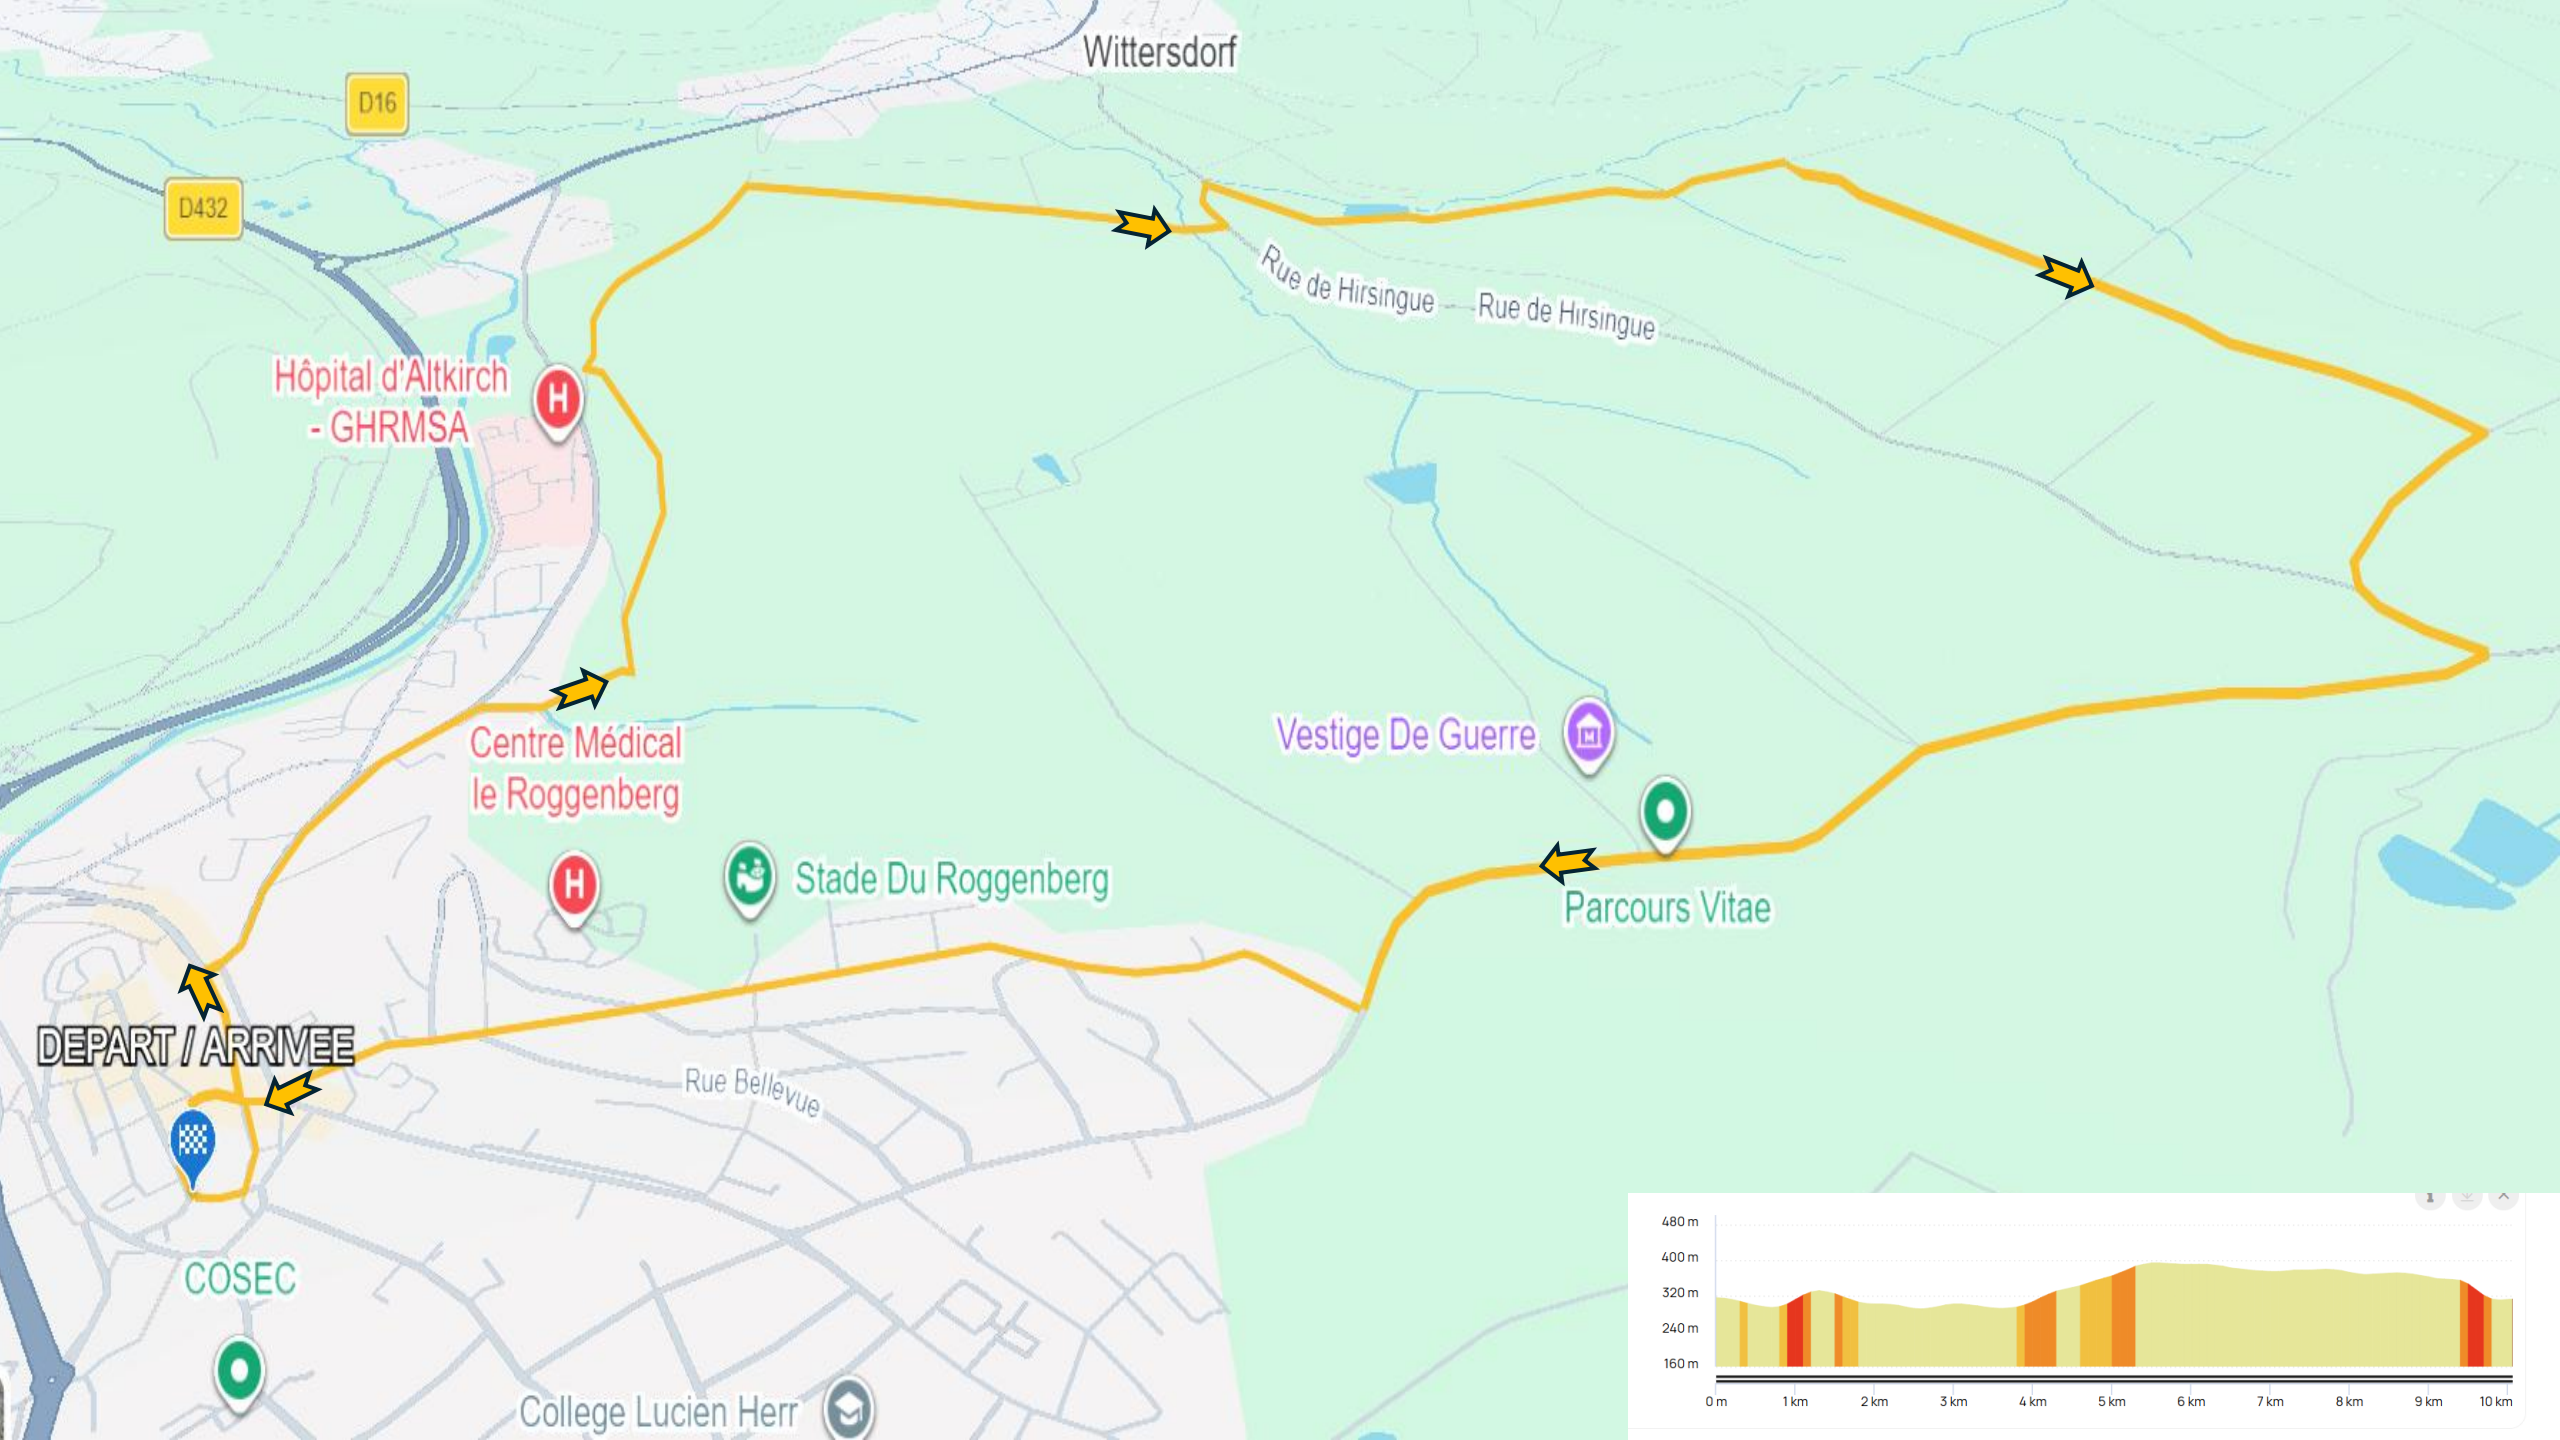 Wittersdorf
D16
D432
Rue de Hirsingue
Rue de Hirsingue
Hôpital d'Altkirch
- GHRMSA
H
Centre Médical
le Roggenberg
H
Vestige De Guerre
M
Stade Du Roggenberg
Parcours Vitae
DEPART / ARRIVEE
Rue Bellevue
COSEC
College Lucien Herr
480 m
400 m
320 m
240 m
160 m
0 m
1 km
2 km
3 km
4 km
5 km
6 km
7 km
8 km
9 km
10 km